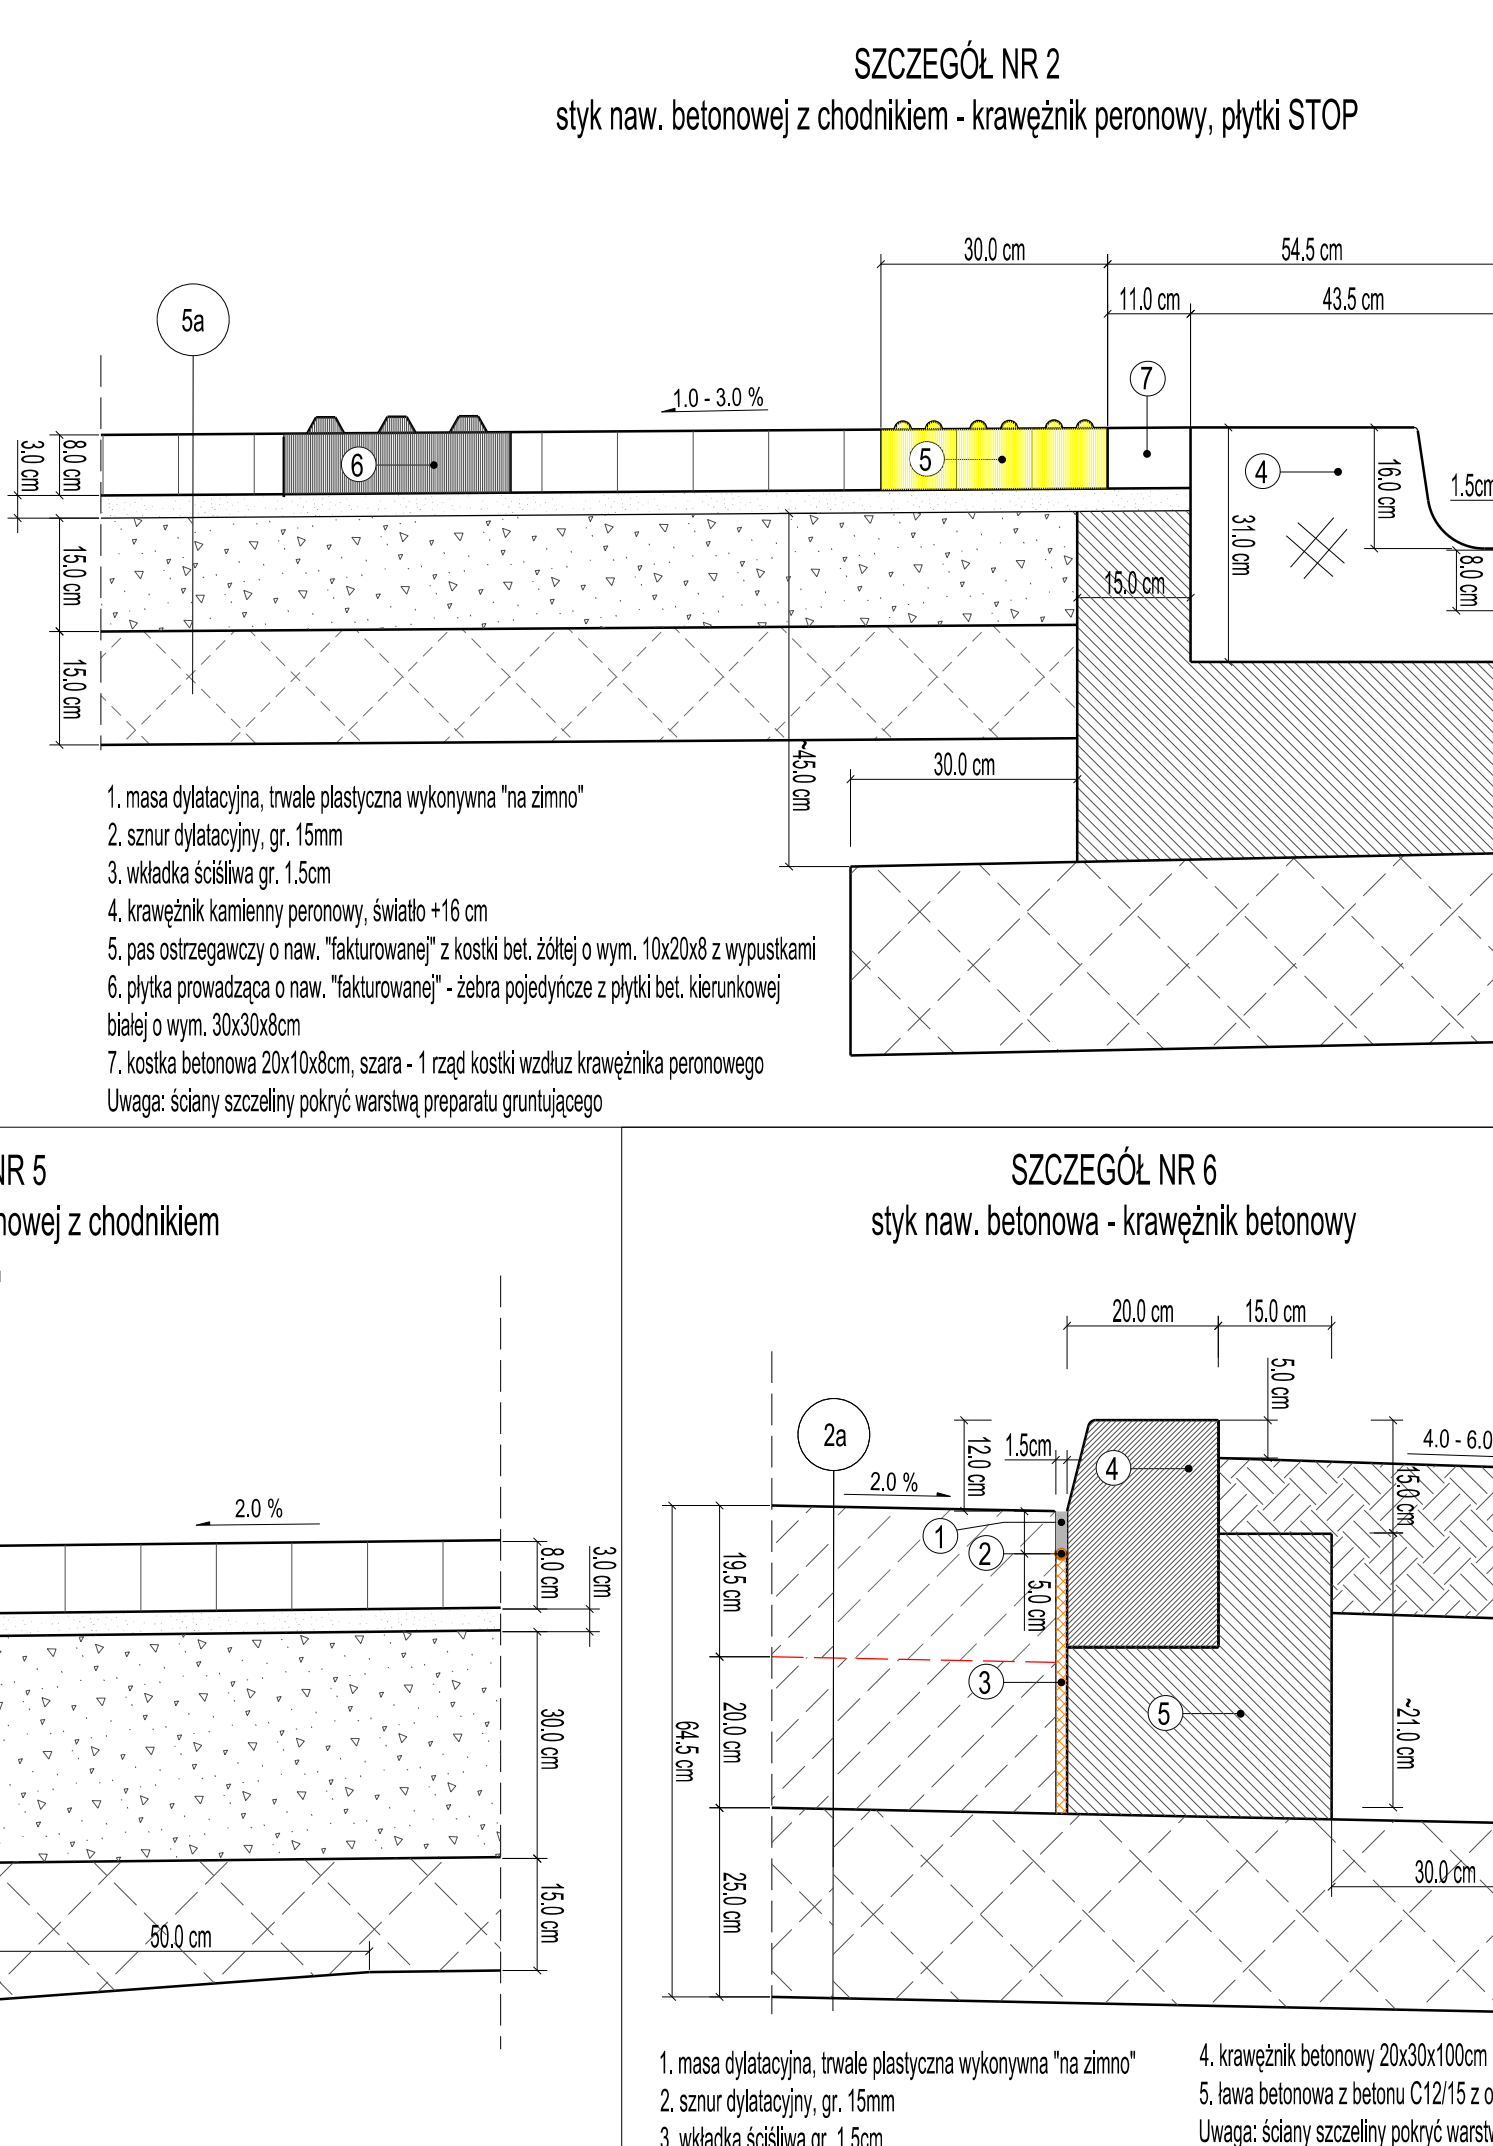 SZCZEGÓŁ NR 2
styk naw. betonowej z chodnikiem - krawężnik peronowy, płytki STOP
30.0 cm
54.5 cm
11.0 cm
43.5 cm
5a
7
1.0 - 3.0 %
3.0 cm
8.0 cm
6
5
4
16.0 cm
1.5cm
31.0 cm
8.0 cm
15.0 cm
15.0 cm
15.0 cm
~45.0 cm
30.0 cm
1. masa dylatacyjna, trwale plastyczna wykonywna "na zimno"
2. sznur dylatacyjny, gr. 15mm
3. wkładka ściśliwa gr. 1.5cm
4. krawężnik kamienny peronowy, światło +16 cm
5. pas ostrzegawczy o naw. "fakturowanej" z kostki bet. żółtej o wym. 10x20x8 z wypustkami
6. płytka prowadząca o naw. "fakturowanej" - żebra pojedyńcze z płytki bet. kierunkowej
białej o wym. 30x30x8cm
7. kostka betonowa 20x10x8cm, szara - 1 rząd kostki wzdłuz krawężnika peronowego
Uwaga: ściany szczeliny pokryć warstwą preparatu gruntującego
NR 5
z chodnikiem
2.0 %
8.0 cm
3.0 cm
30.0 cm
15.0 cm
50.0 cm
SZCZEGÓŁ NR 6
styk naw. betonowa - krawężnik betonowy
20.0 cm
15.0 cm
5.0 cm
2a
12.0 cm
1.5cm
4
4.0 - 6.0
2.0 %
15.0 cm
1
2
19.5 cm
5.0 cm
3
5
64.5 cm
20.0 cm
~21.0 cm
25.0 cm
30.0 cm
1. masa dylatacyjna, trwale plastyczna wykonywna "na zimno"
2. sznur dylatacyjny, gr. 15mm
3. wkładka ściśliwa gr. 1.5cm
4. krawężnik betonowy 20x30x100cm
5. ława betonowa z betonu C12/15 z
Uwaga: ściany szczeliny pokryć